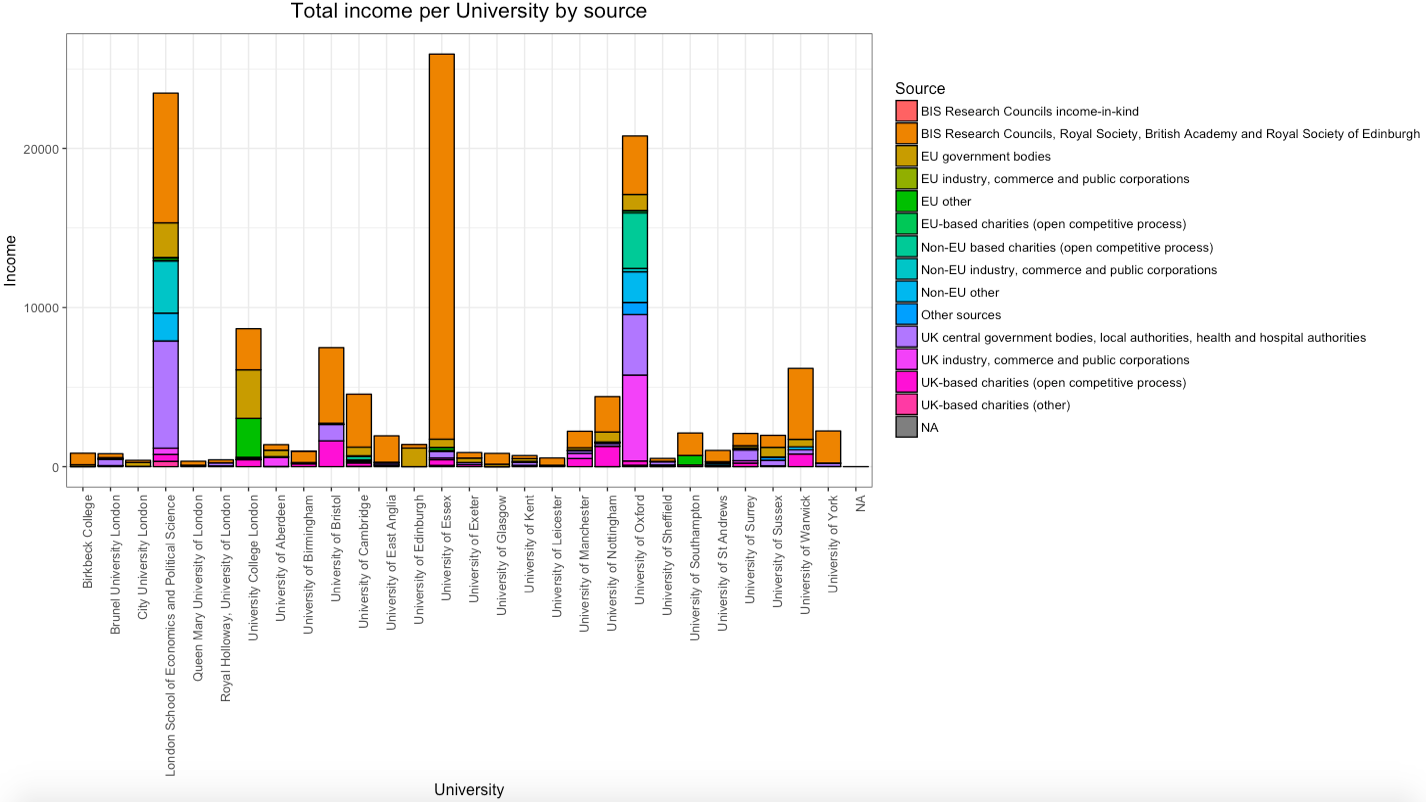 Total income per University by source
Income
20000
10000
0
Birkbeck College
Brunel University London
City University London
London School of Economics and Political Science
Queen Mary University of London
Royal Holloway, University of London
University College London
University of Aberdeen
University of Birmingham
University of Bristol
University of Cambridge
University of East Anglia
University of Edinburgh
University of Essex
University of Exeter
University of Glasgow
University of Kent
University of Leicester
University of Manchester
University of Nottingham
University of Oxford
University of Sheffield
University of Southampton
University of St Andrews
University of Surrey
University of Sussex
University of Warwick
University of York
NA
University
Source
BIS Research Councils income-in-kind
BIS Research Councils, Royal Society, British Academy and Royal Society of Edinburgh
EU government bodies
EU industry, commerce and public corporations
EU other
EU-based charities (open competitive process)
Non-EU based charities (open competitive process)
Non-EU industry, commerce and public corporations
Non-EU other
Other sources
UK central government bodies, local authorities, health and hospital authorities
UK industry, commerce and public corporations
UK-based charities (open competitive process)
UK-based charities (other)
NA